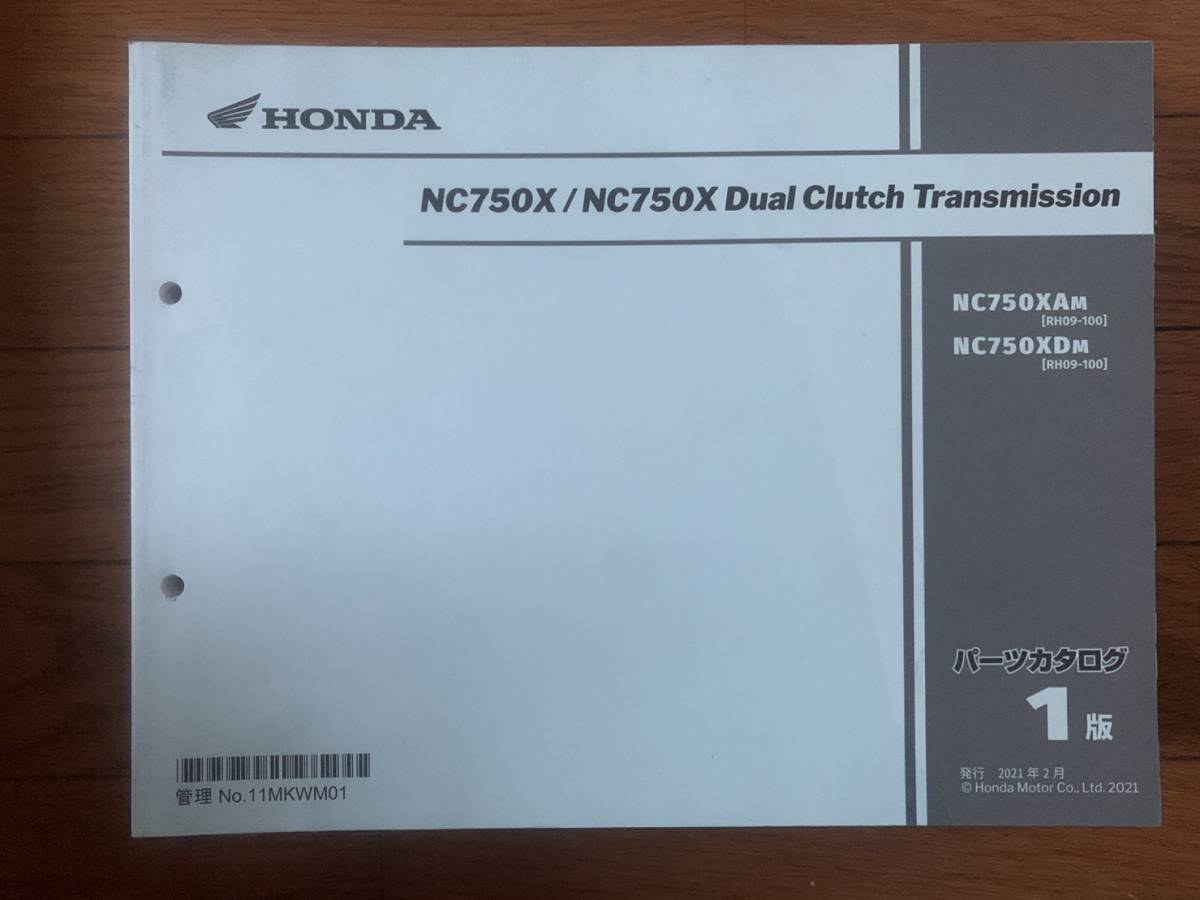 HONDA
NC750X / NC750X Dual Clutch Transmission
NC750XAM
[RH09-100]
NC750XDM
[RH09-100]
パーツカタログ
1版
発行 2021年2月
© Honda Motor Co., Ltd. 2021
管理 No.11MKWM01